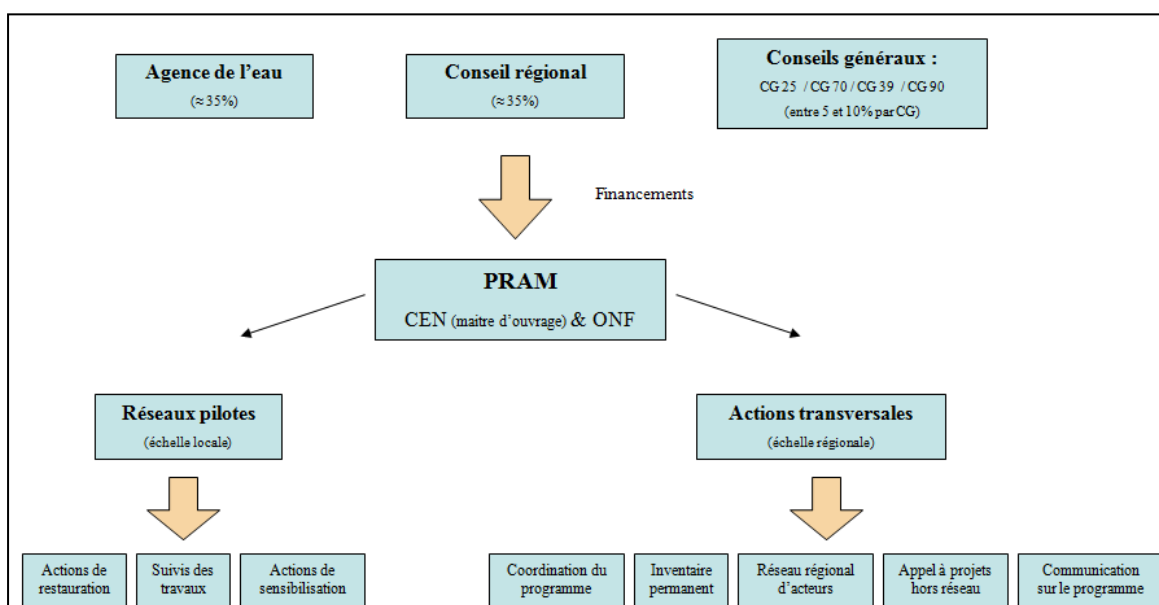 Agence de l'eau
(≈35%)
Conseil régional
(≈35%)
Conseils généraux :
CG 25 / CG 70 / CG 39 / CG 90
(entre 5 et 10% par CG)
Financements
PRAM
CEN (maitre d'ouvrage) & ONF
Réseaux pilotes
(échelle locale)
Actions transversales
(échelle régionale)
Actions de
restauration
Suivis des
travaux
Actions de
sensibilisation
Coordination du
programme
Inventaire
permanent
Réseau régional
d'acteurs
Appel à projets
hors réseau
Communication
sur le programme